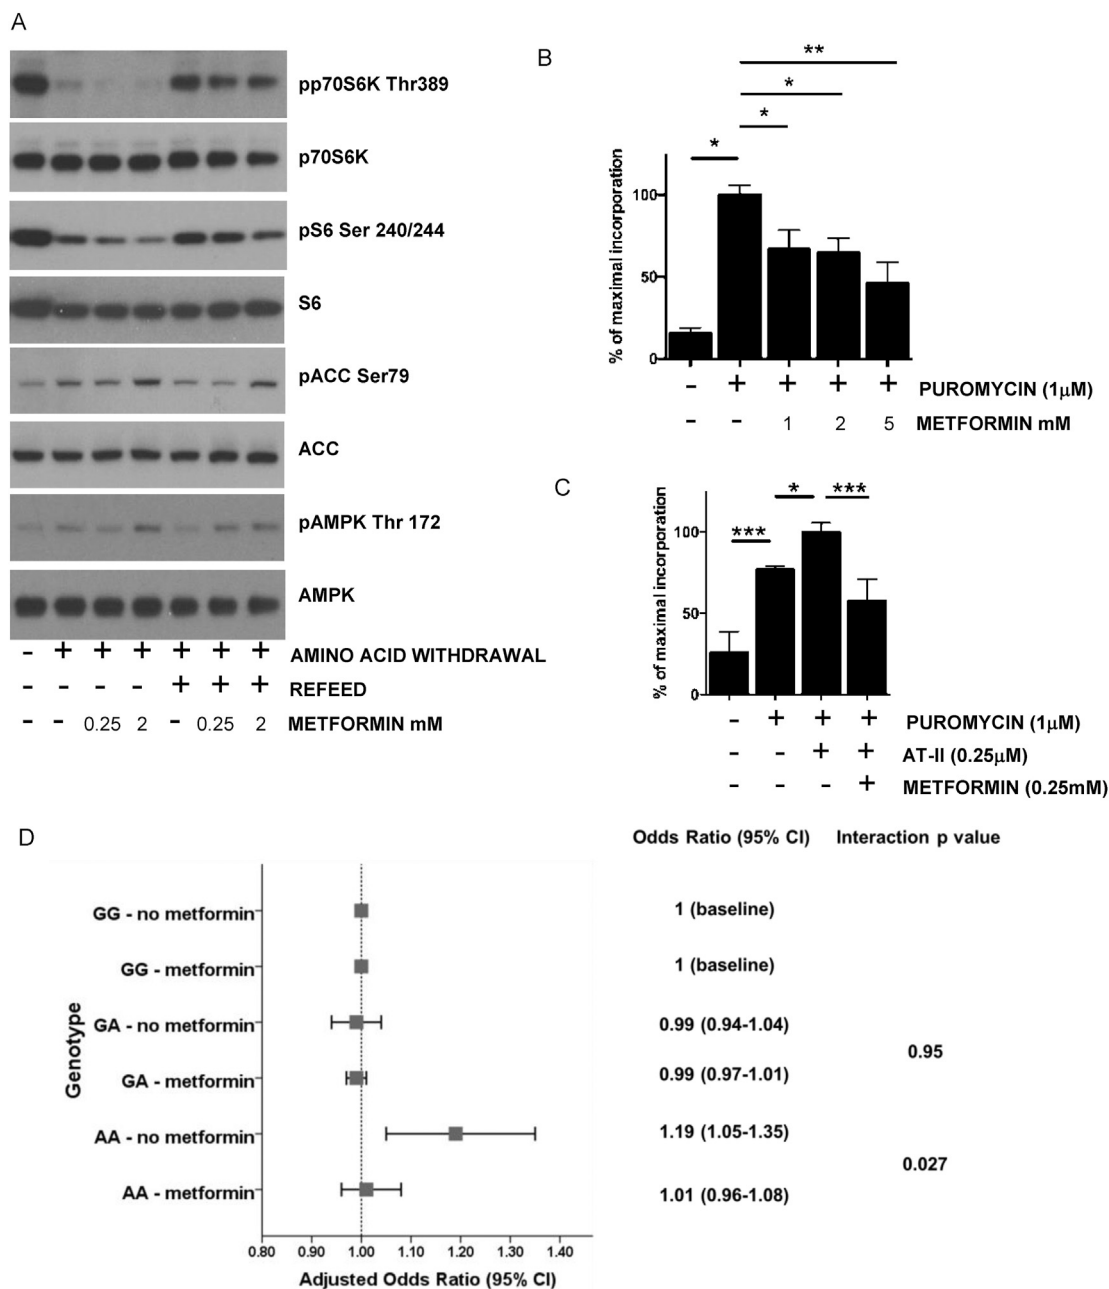 A
pp70S6K Thr389
p70S6K
pS6 Ser 240/244
S6
pACC Ser79
ACC
pAMPK Thr 172
AMPK
- + + + + + + AMINO ACID WITHDRAWAL
- - - - + + + REFEED
- - 0.25 2 - 0.25 2 METFORMIN mM
B
**
*
*
*
% of maximal incorporation
100
50
0
- + + + + PUROMYCIN (1µM)
- - 1 2 5 METFORMIN mM
C
* ***
***
% of maximal incorporation
100
50
0
- + + + PUROMYCIN (1µM)
- - + + AT-II (0.25µM)
- - - + METFORMIN (0.25mM)
D
Odds Ratio (95% CI) Interaction p value
Genotype
GG - no metformin 1 (baseline)
GG - metformin 1 (baseline)
GA - no metformin 0.99 (0.94-1.04)
0.95
GA - metformin 0.99 (0.97-1.01)
AA - no metformin 1.19 (1.05-1.35)
0.027
AA - metformin 1.01 (0.96-1.08)
0.80 0.90 1.00 1.10 1.20 1.30 1.40
Adjusted Odds Ratio (95% CI)